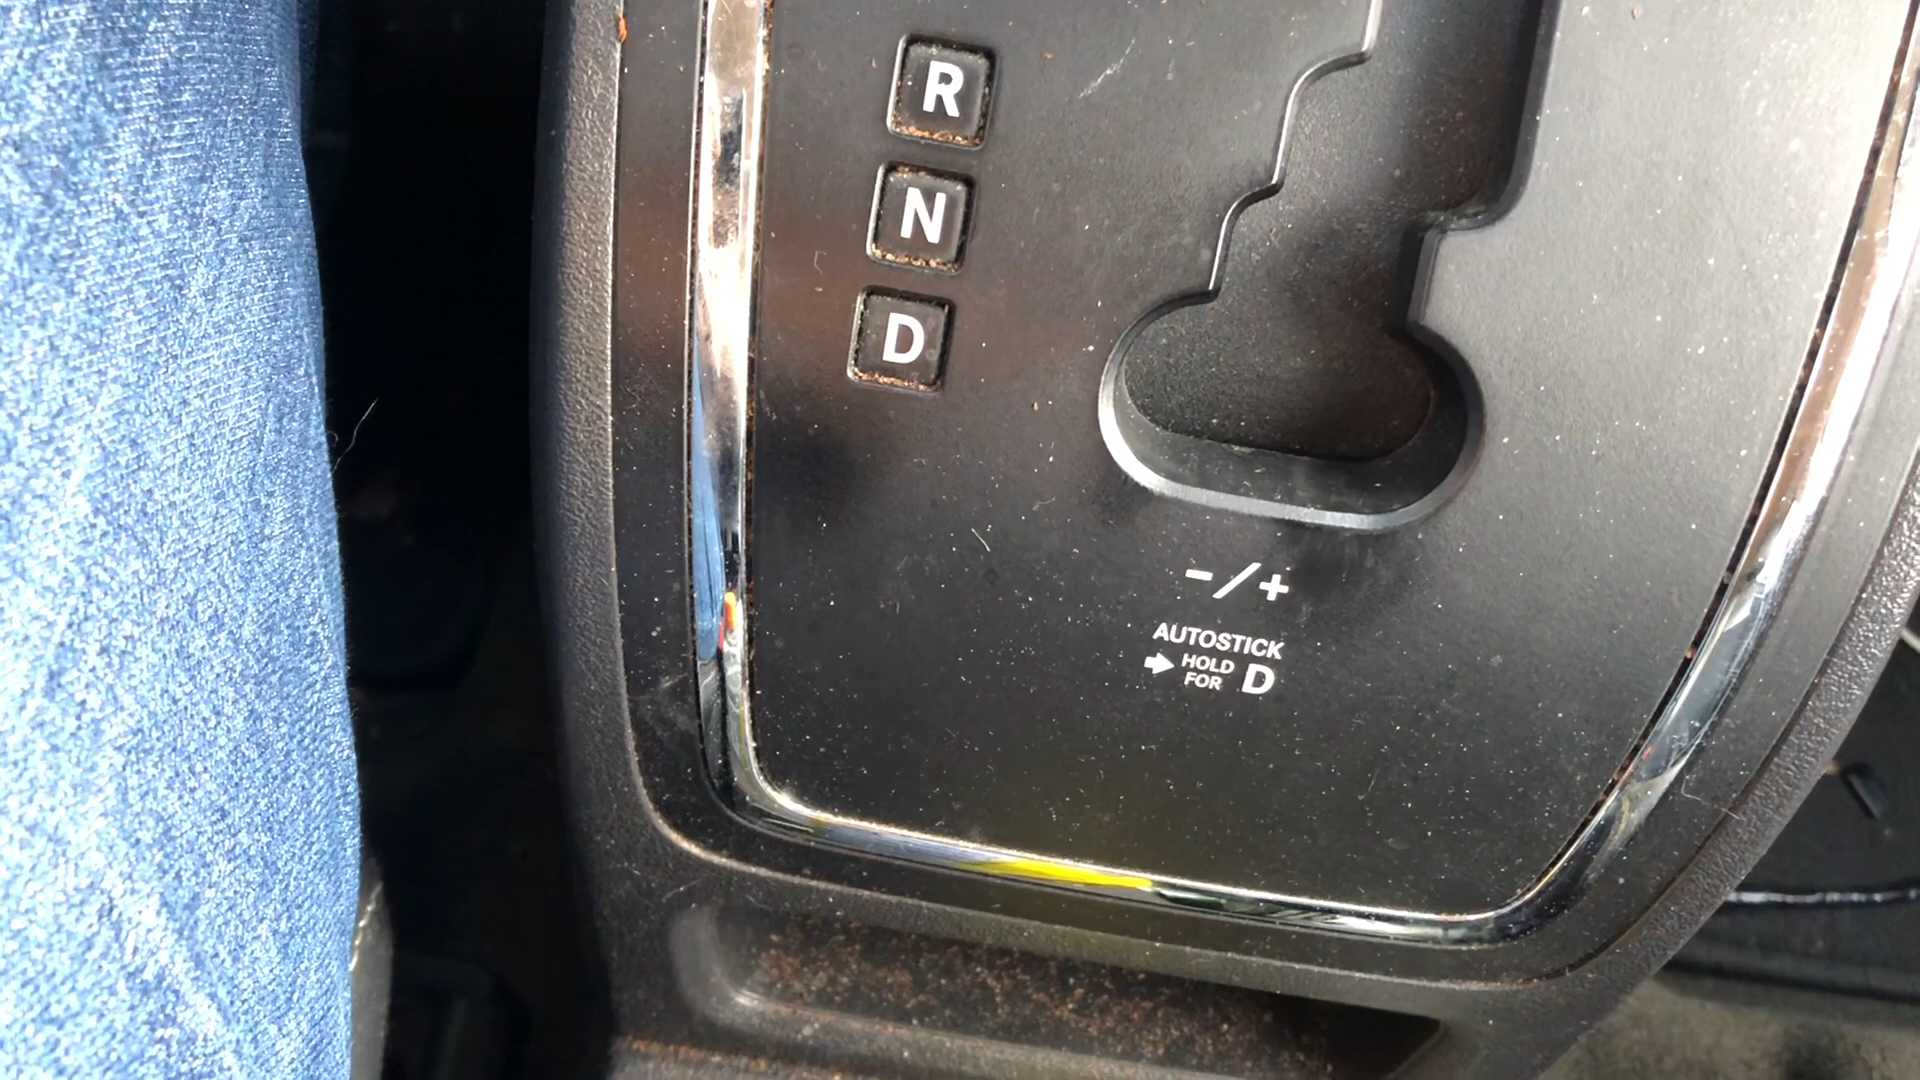 R
N
D
-/+
AUTOSTICK
HOLD
FOR D